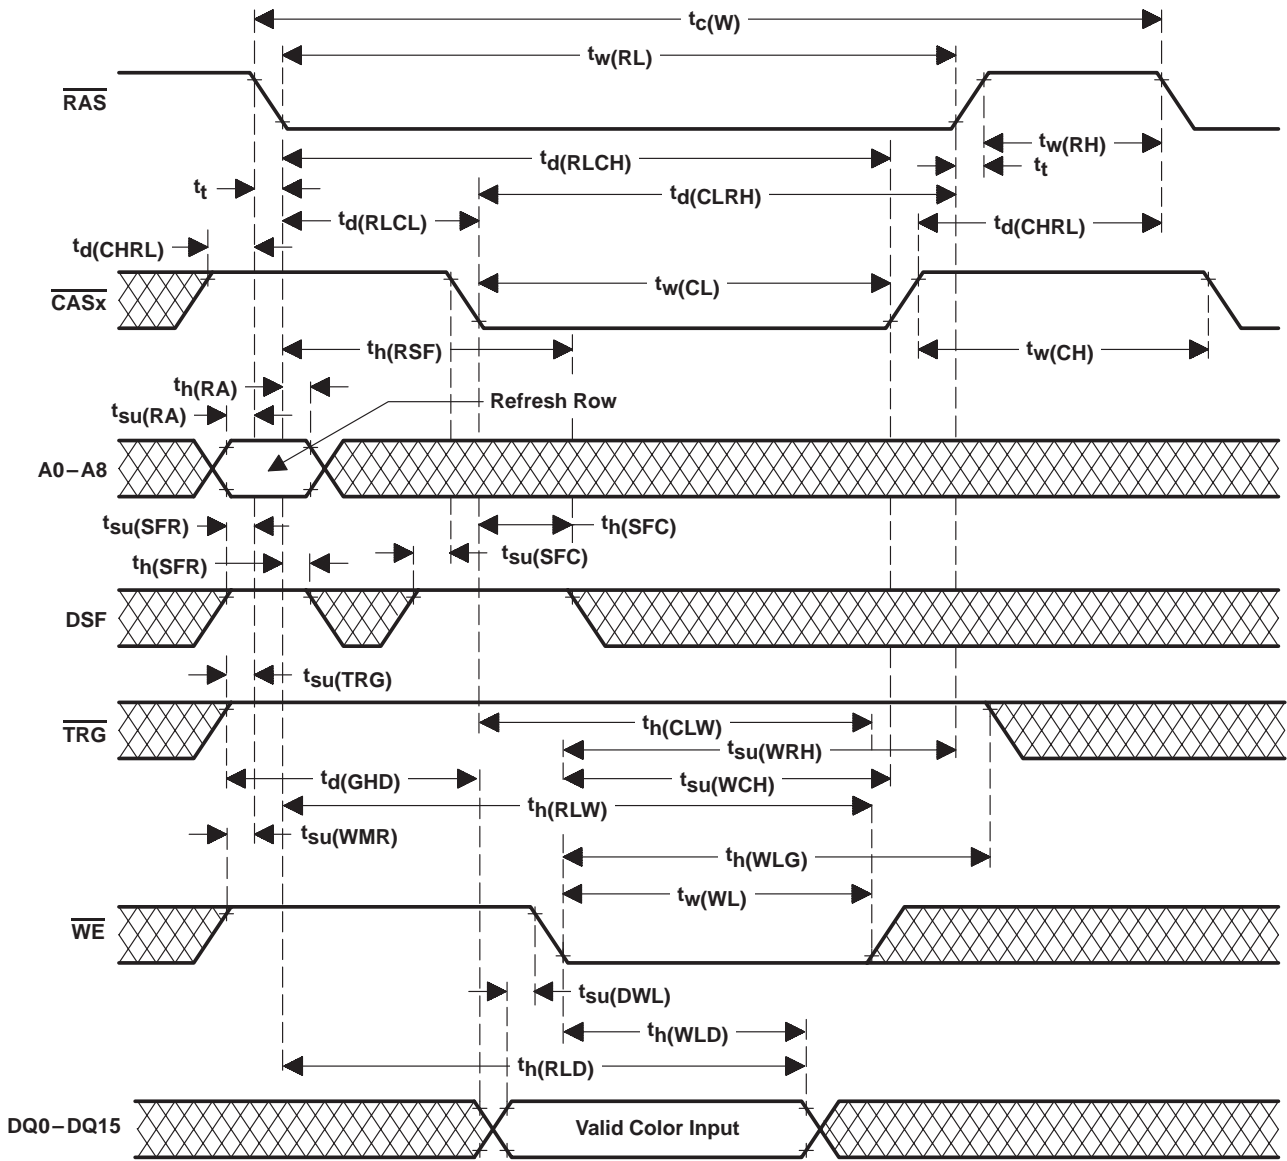 tc(W)
tw(RL)
RAS
tw(RH)
td(RLCH)
tt
tt
td(CLRH)
td(RLCL)
td(CHRL)
td(CHRL)
tw(CL)
CASx
th(RSF)
tw(CH)
th(RA)
Refresh Row
tsu(RA)
A0–A8
tsu(SFR)
th(SFC)
tsu(SFC)
th(SFR)
DSF
tsu(TRG)
TRG
th(CLW)
tsu(WRH)
td(GHD)
tsu(WCH)
th(RLW)
tsu(WMR)
th(WLG)
tw(WL)
WE
tsu(DWL)
th(WLD)
th(RLD)
DQ0–DQ15
Valid Color Input